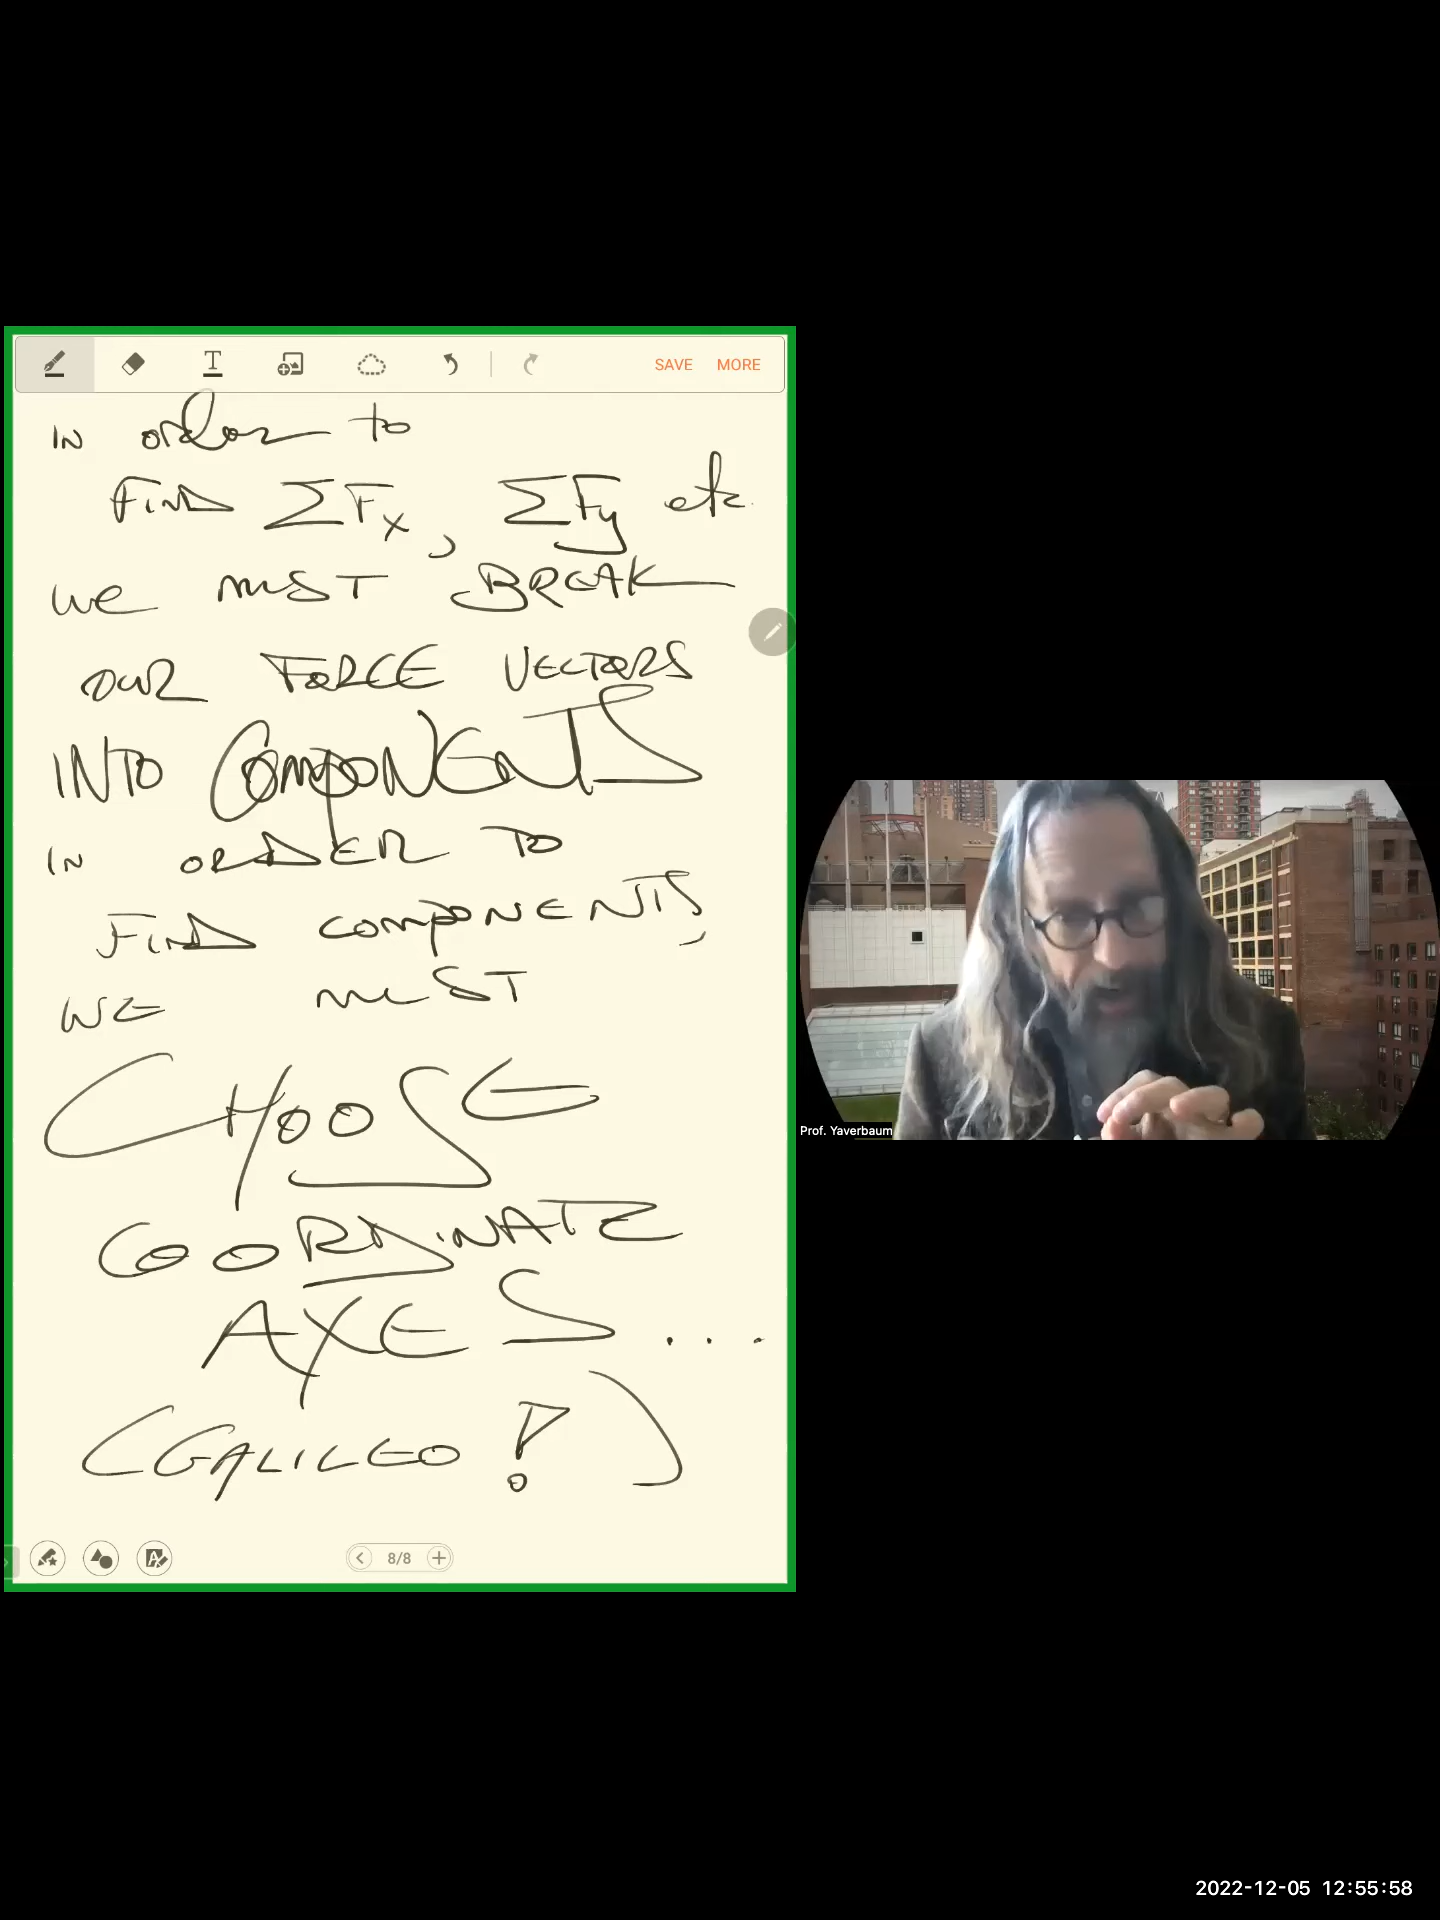 T
SAVE MORE
IN order to
FIND ΣFx, ΣFy etc.
WE MUST BREAK
OUR FORCE VECTORS
INTO COMPONENTS
IN ORDER TO
FIND COMPONENTS,
WE MUST
CHOOSE
COORDINATE
AXES...
(GALILEO!)
8/8
Prof. Yaverbaum
2022-12-05 12:55:58